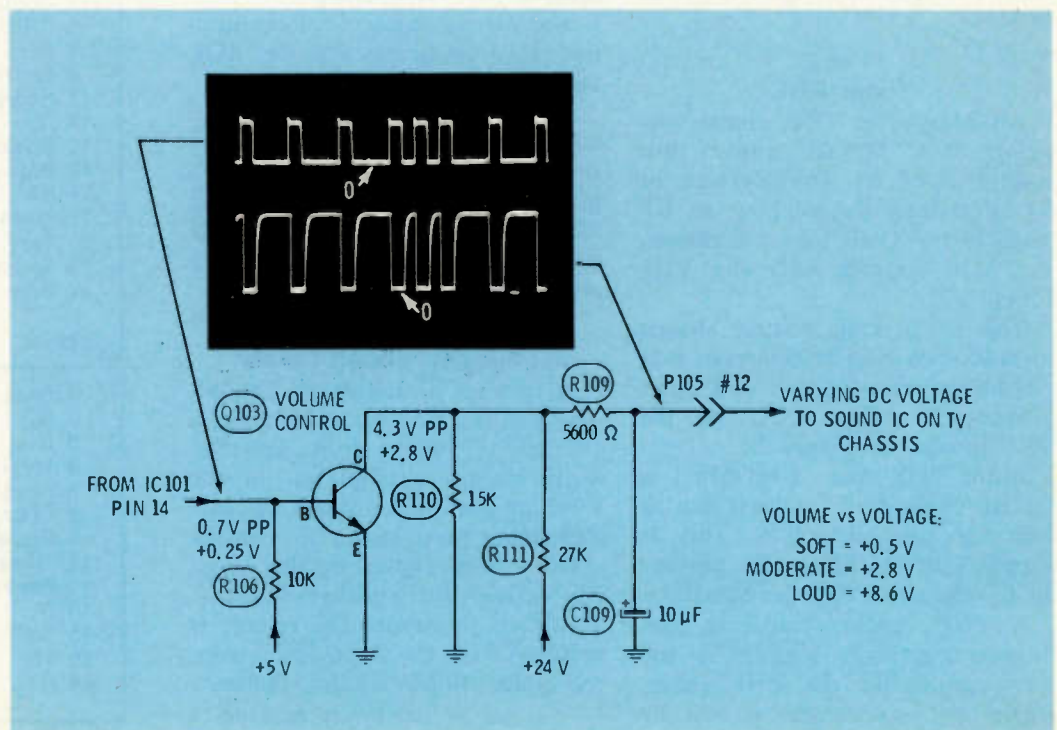 0
0
Q103
VOLUME
CONTROL
4.3 V PP
+2.8 V
C
B
E
FROM IC101
PIN 14
0.7V PP
+0.25 V
R106
10K
+5 V
R110
15K
R111
27K
+24 V
R109
5600 Ω
C109
+
10 μF
P105 #12
VARYING DC VOLTAGE
TO SOUND IC ON TV
CHASSIS
VOLUME vs VOLTAGE:
SOFT = +0.5 V
MODERATE = +2.8 V
LOUD = +8.6 V